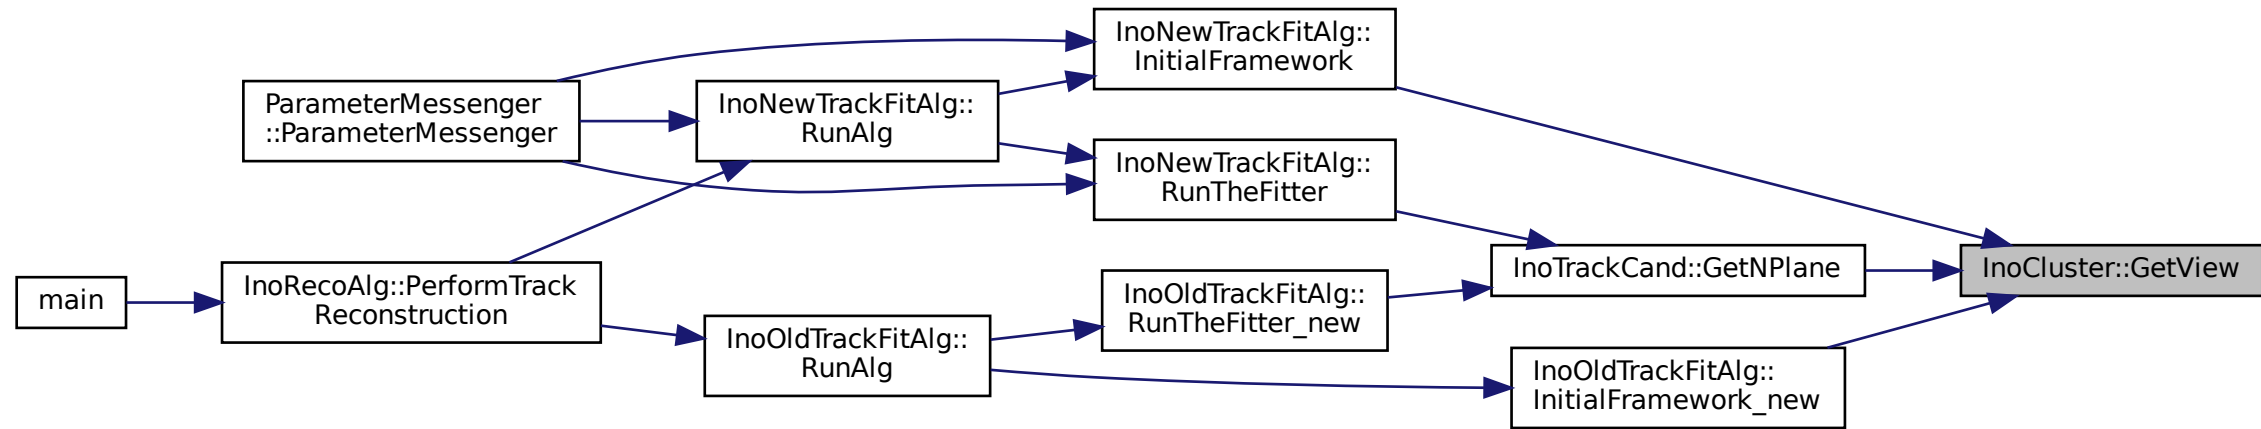 InoNewTrackFitAlg::
InitialFramework
ParameterMessenger
::ParameterMessenger
InoNewTrackFitAlg::
RunAlg
InoNewTrackFitAlg::
RunTheFitter
InoTrackCand::GetNPlane
InoCluster::GetView
main
InoRecoAlg::PerformTrack
Reconstruction
InoOldTrackFitAlg::
RunTheFitter_new
InoOldTrackFitAlg::
RunAlg
InoOldTrackFitAlg::
InitialFramework_new